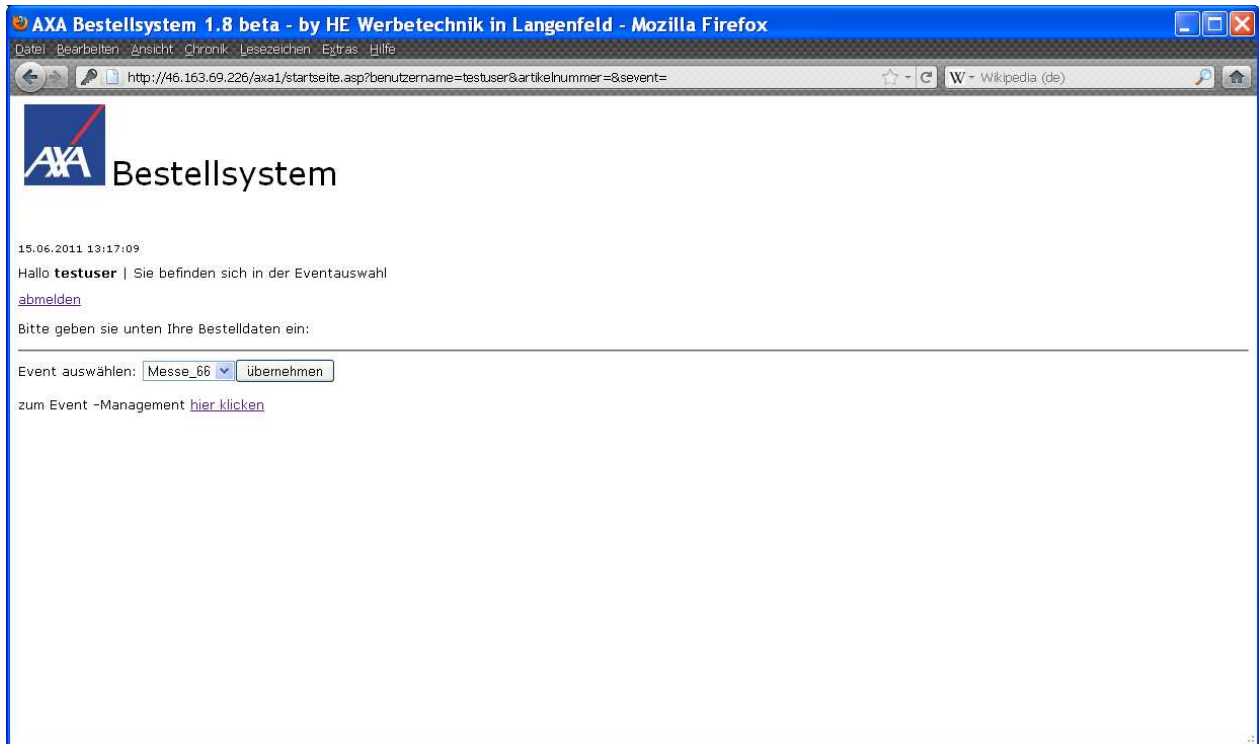 AXA Bestellsystem 1.8 beta - by HE Werbetechnik in Langenfeld - Mozilla Firefox
Datei Bearbeiten Ansicht Chronik Lesezeichen Extras Hilfe
http://46.163.69.226/axa1/startseite.asp?benutzername=testuser&artikelnummer=&sevent= W - Wikipedia (de)
AXA Bestellsystem
15.06.2011 13:17:09
Hallo testuser | Sie befinden sich in der Eventauswahl
abmelden
Bitte geben sie unten Ihre Bestelldaten ein:
Event auswählen: Messe_66 übernehmen
zum Event -Management hier klicken